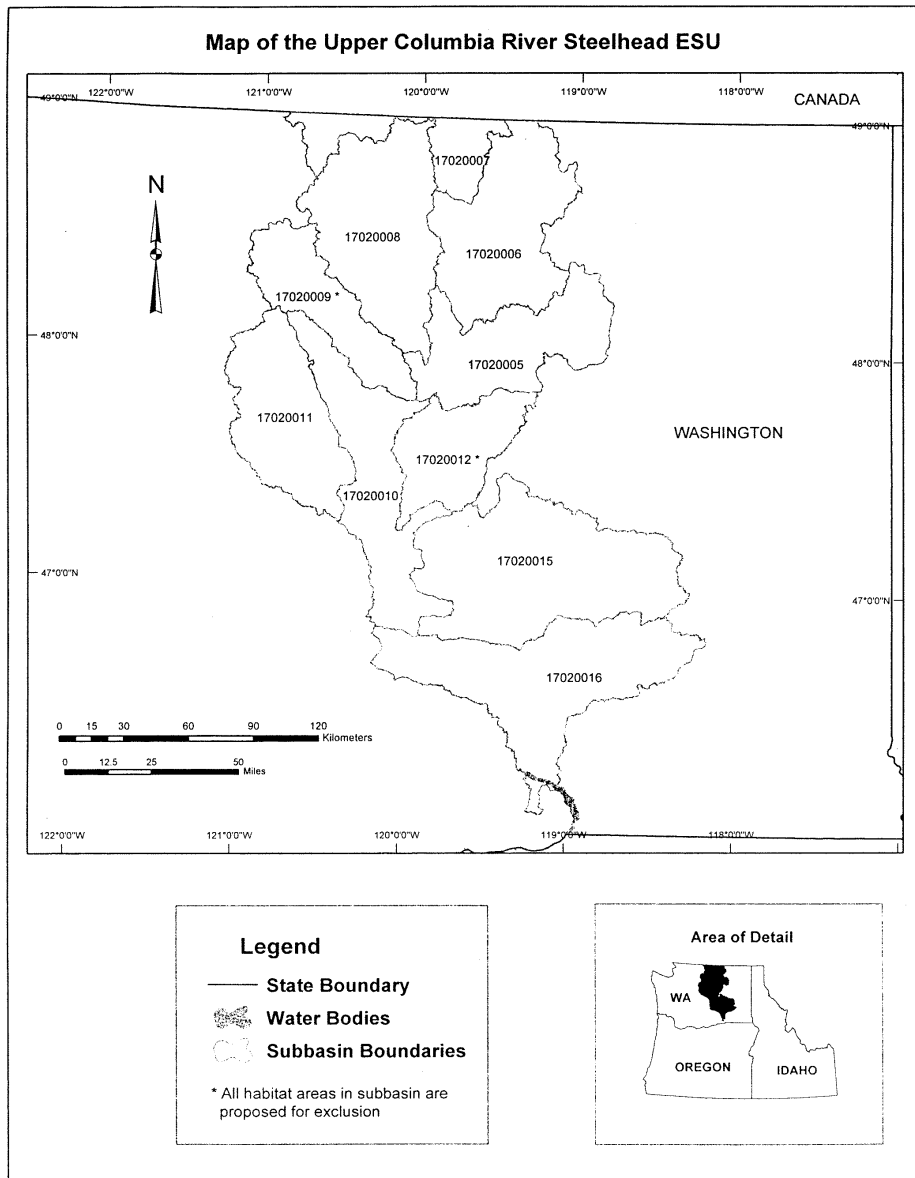 Map of the Upper Columbia River Steelhead ESU
122°0'0"W 121°0'0"W 120°0'0"W 119°0'0"W 118°0'0"W
49°0'0"N
CANADA
49°0'0"N
17020007
N
17020008
17020006
17020009 *
48°0'0"N
17020005
48°0'0"N
17020011
WASHINGTON
17020012 *
17020010
17020015
47°0'0"N
47°0'0"N
17020016
0 15 30 60 90 120
Kilometers
0 12.5 25 50
Miles
122°0'0"W 121°0'0"W 120°0'0"W 119°0'0"W 118°0'0"W
Legend
State Boundary
Water Bodies
Subbasin Boundaries
* All habitat areas in subbasin are
proposed for exclusion
Area of Detail
WA
OREGON
IDAHO